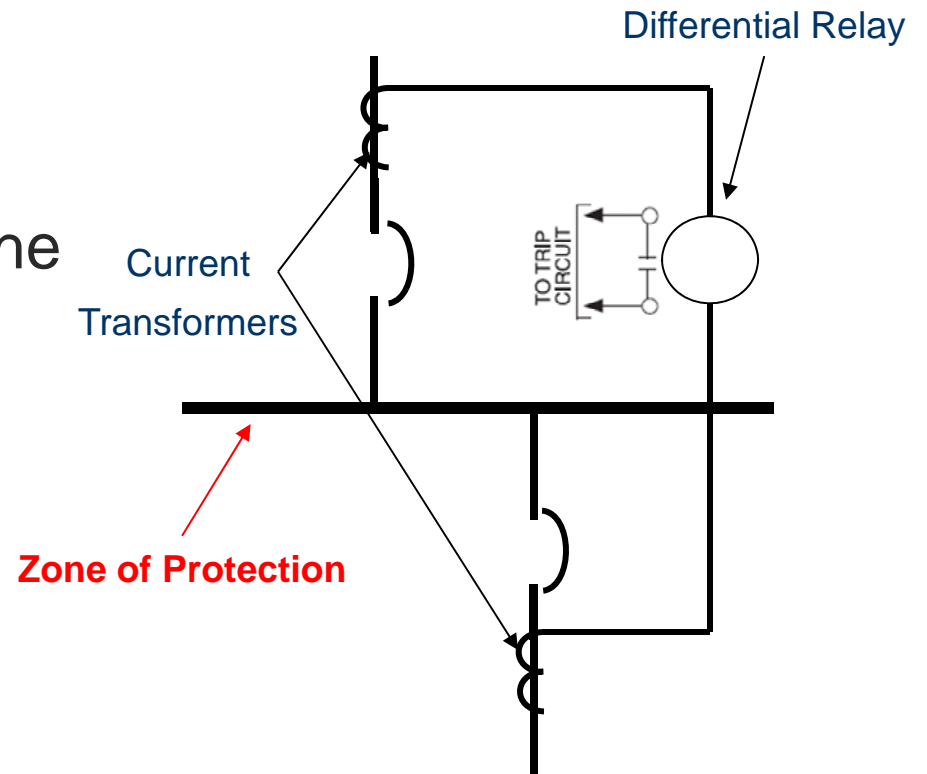 Differential Relay
ne
Current
Transformers
TO TRIP
CIRCUIT
Zone of Protection